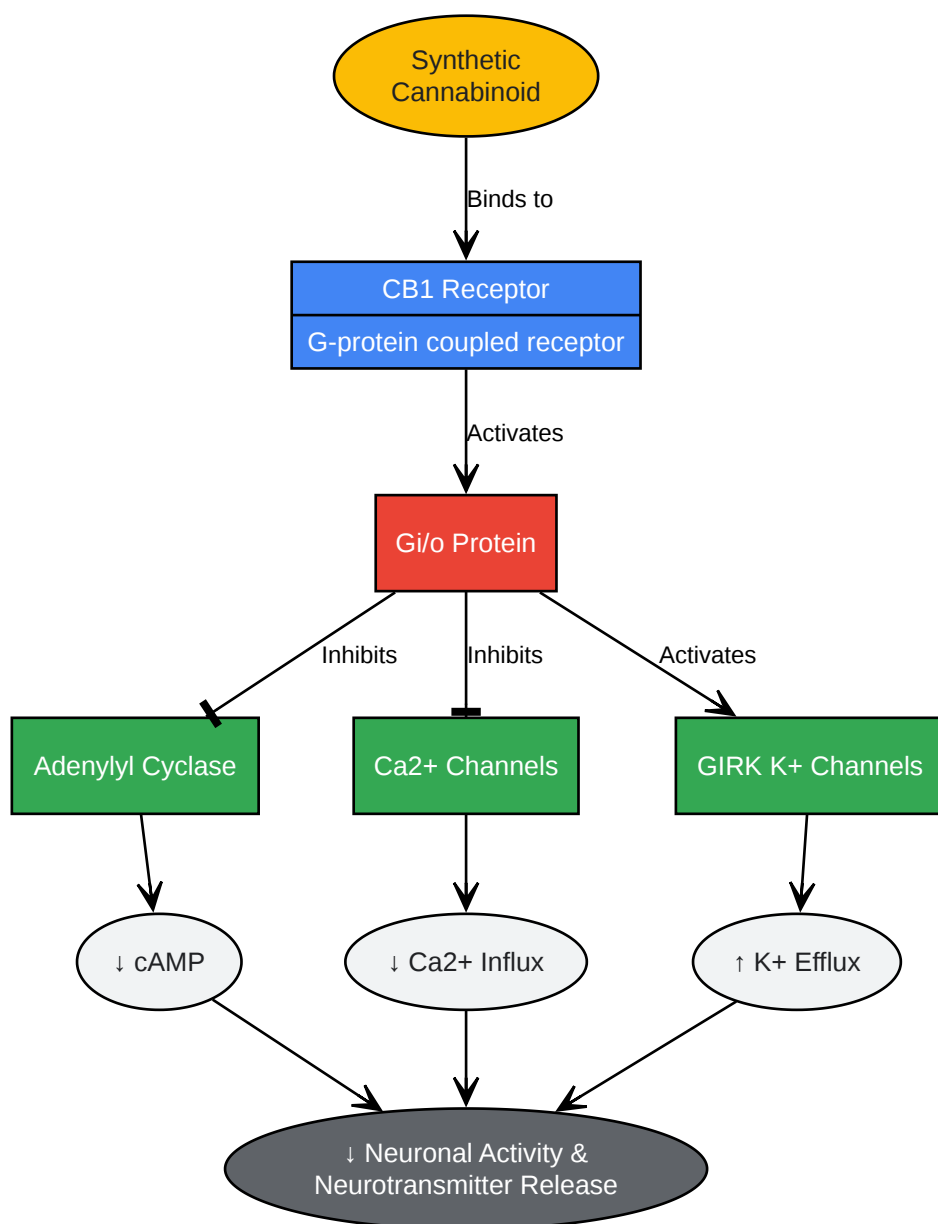 Synthetic
Cannabinoid
Binds to
CB1 Receptor
G-protein coupled receptor
Activates
Gi/o Protein
Inhibits
Inhibits
Activates
Adenylyl Cyclase
Ca2+ Channels
GIRK K+ Channels
↓ cAMP
↓ Ca2+ Influx
↑ K+ Efflux
↓ Neuronal Activity &
Neurotransmitter Release